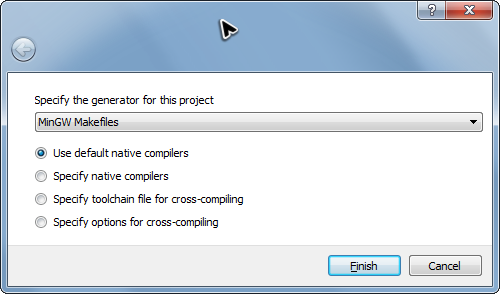 ?
Specify the generator for this project
MinGW Makefiles
Use default native compilers
Specify native compilers
Specify toolchain file for cross-compiling
Specify options for cross-compiling
Finish Cancel